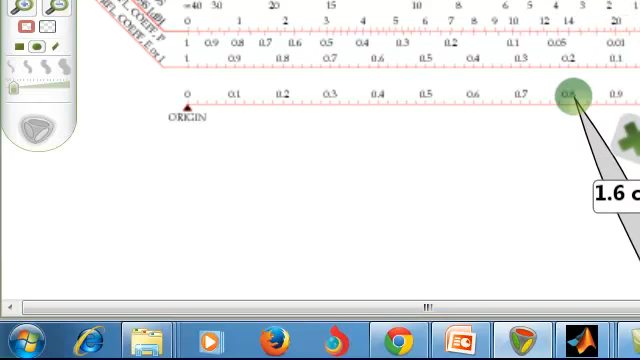 ∞40 30 20 15 10 8 6 5 4 3 2 1
0 1 2 3 4 5 6 7 8 9 10 12 14
1 0.9 0.8 0.7 0.6 0.5 0.4 0.3 0.2 0.1 0.05 0.01
1 0.9 0.8 0.7 0.6 0.5 0.4 0.3 0.2 0.1
0 0.1 0.2 0.3 0.4 0.5 0.6 0.7 0.8 0.9
ORIGIN
1.6 c